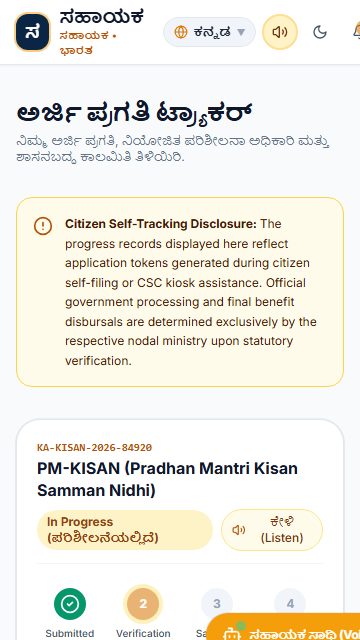 ಸ
ಸಹಾಯಕ
ಸಹಾಯಕ •
ಭಾರತ
ಕನ್ನಡ ▼
ಅರ್ಜಿ ಪ್ರಗತಿ ಟ್ರ್ಯಾಕರ್
ನಿಮ್ಮ ಅರ್ಜಿ ಪ್ರಗತಿ, ನಿಯೋಜಿತ ಪರಿಶೀಲನಾ ಅಧಿಕಾರಿ ಮತ್ತು
ಶಾಸನಬದ್ಧ ಕಾಲಮಿತಿ ತಿಳಿಯಿರಿ.
Citizen Self-Tracking Disclosure: The
progress records displayed here reflect
application tokens generated during citizen
self-filing or CSC kiosk assistance. Official
government processing and final benefit
disbursals are determined exclusively by the
respective nodal ministry upon statutory
verification.
KA-KISAN-2026-84920
PM-KISAN (Pradhan Mantri Kisan
Samman Nidhi)
In Progress
(ಪರಿಶೀಲನೆಯಲ್ಲಿದೆ)
ಕೇಳಿ
(Listen)
2 3 4
Submitted Verification
ಸಹಾಯಕ ಸಾಥಿ